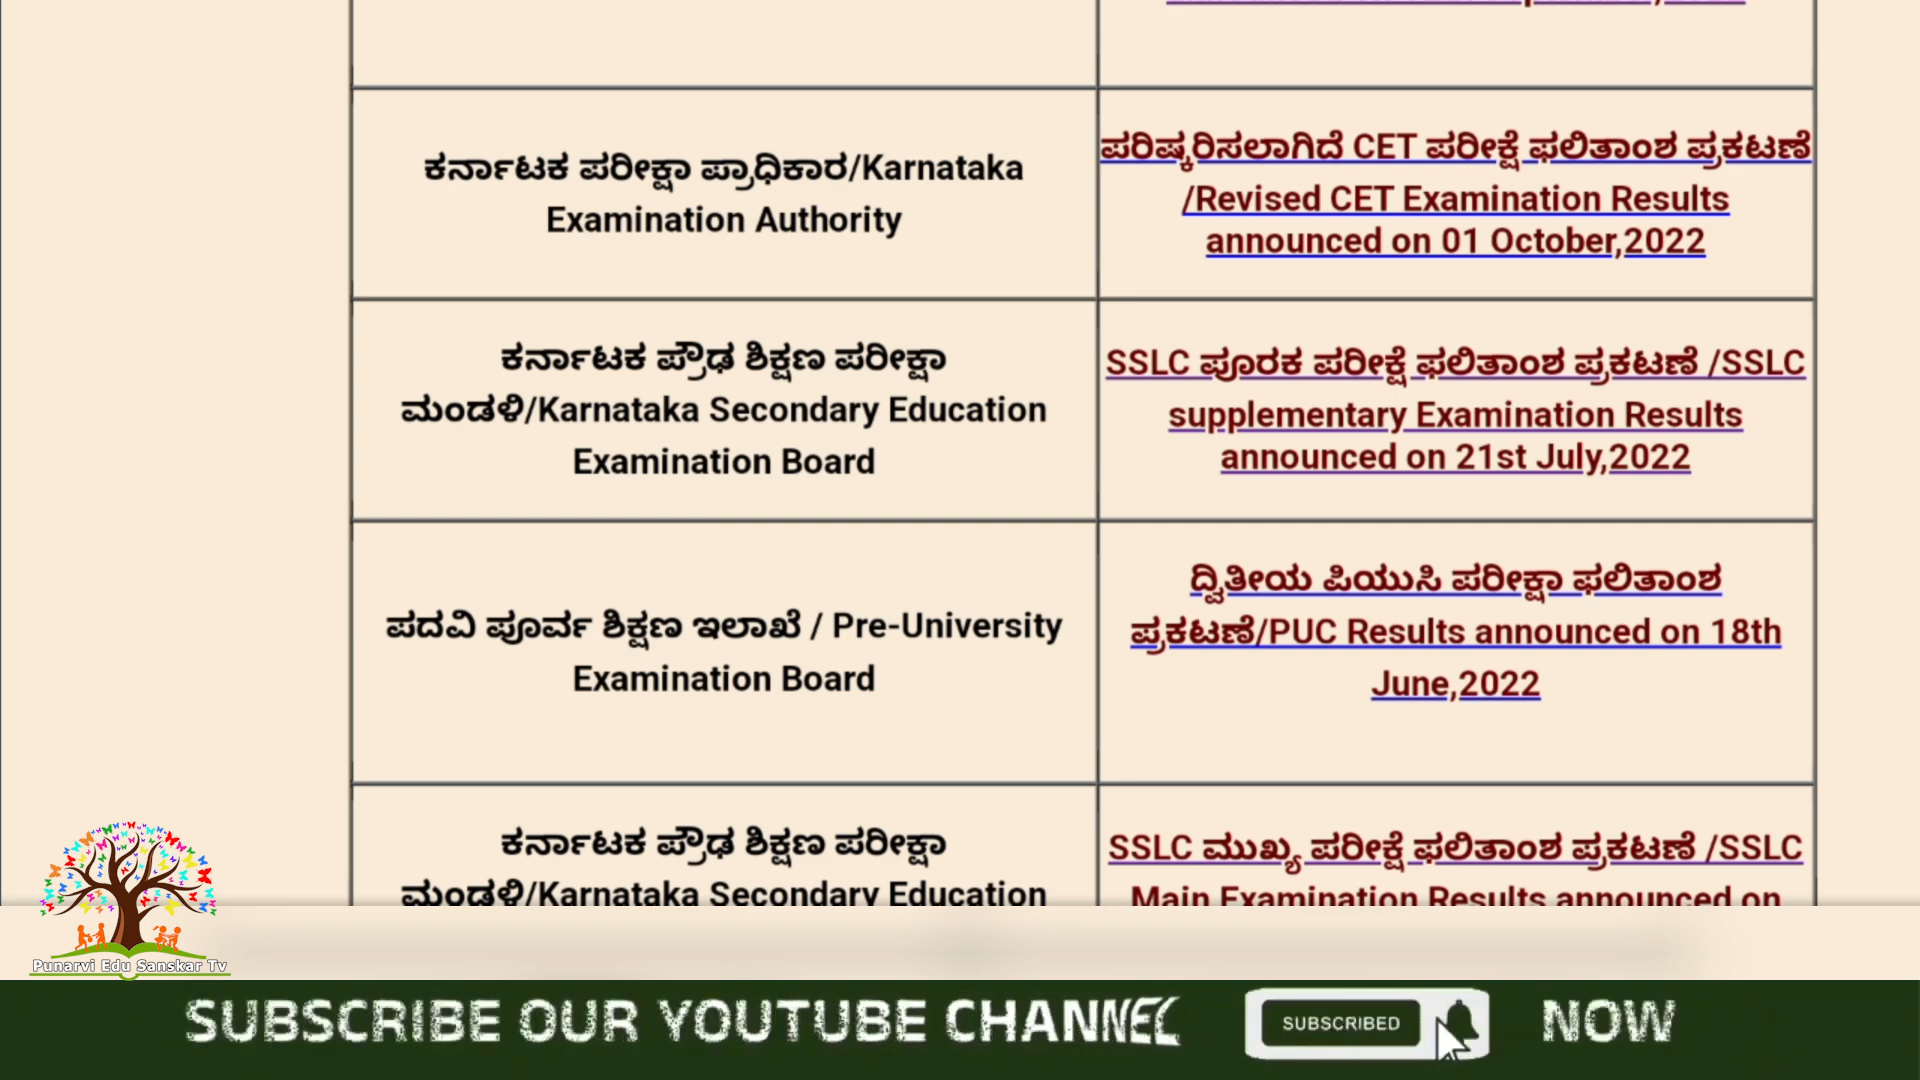 ಕರ್ನಾಟಕ ಪರೀಕ್ಷಾ ಪ್ರಾಧಿಕಾರ/Karnataka
Examination Authority
ಪರಿಷ್ಕರಿಸಲಾಗಿದೆ CET ಪರೀಕ್ಷೆ ಫಲಿತಾಂಶ ಪ್ರಕಟಣೆ
/Revised CET Examination Results
announced on 01 October,2022
ಕರ್ನಾಟಕ ಪ್ರೌಢ ಶಿಕ್ಷಣ ಪರೀಕ್ಷಾ
ಮಂಡಳಿ/Karnataka Secondary Education
Examination Board
SSLC ಪೂರಕ ಪರೀಕ್ಷೆ ಫಲಿತಾಂಶ ಪ್ರಕಟಣೆ /SSLC
supplementary Examination Results
announced on 21st July,2022
ಪದವಿ ಪೂರ್ವ ಶಿಕ್ಷಣ ಇಲಾಖೆ / Pre-University
Examination Board
ದ್ವಿತೀಯ ಪಿಯುಸಿ ಪರೀಕ್ಷಾ ಫಲಿತಾಂಶ
ಪ್ರಕಟಣೆ/PUC Results announced on 18th
June,2022
ಕರ್ನಾಟಕ ಪ್ರೌಢ ಶಿಕ್ಷಣ ಪರೀಕ್ಷಾ
ಮಂಡಳಿ/Karnataka Secondary Education
SSLC ಮುಖ್ಯ ಪರೀಕ್ಷೆ ಫಲಿತಾಂಶ ಪ್ರಕಟಣೆ /SSLC
Main Examination Results announced on
Punarvi Edu Sanskar Tv
SUBSCRIBE OUR YOUTUBE CHANNEL SUBSCRIBED NOW